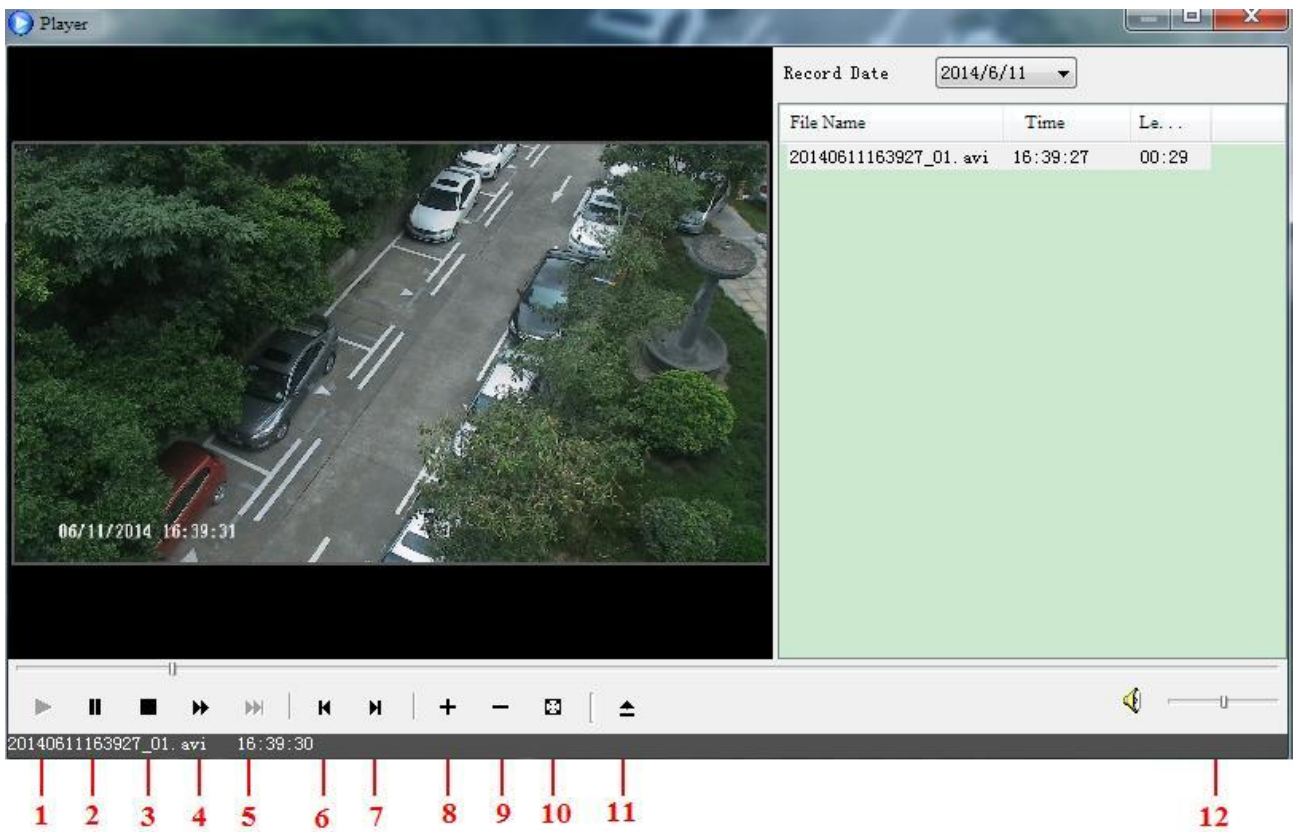 Player
Record Date 2014/6/11
File Name Time Le...
20140611163927_01.avi 16:39:27 00:29
06/11/2014 16:39:31
20140611163927_01.avi 16:39:30
1 2 3 4 5 6 7 8 9 10 11 12